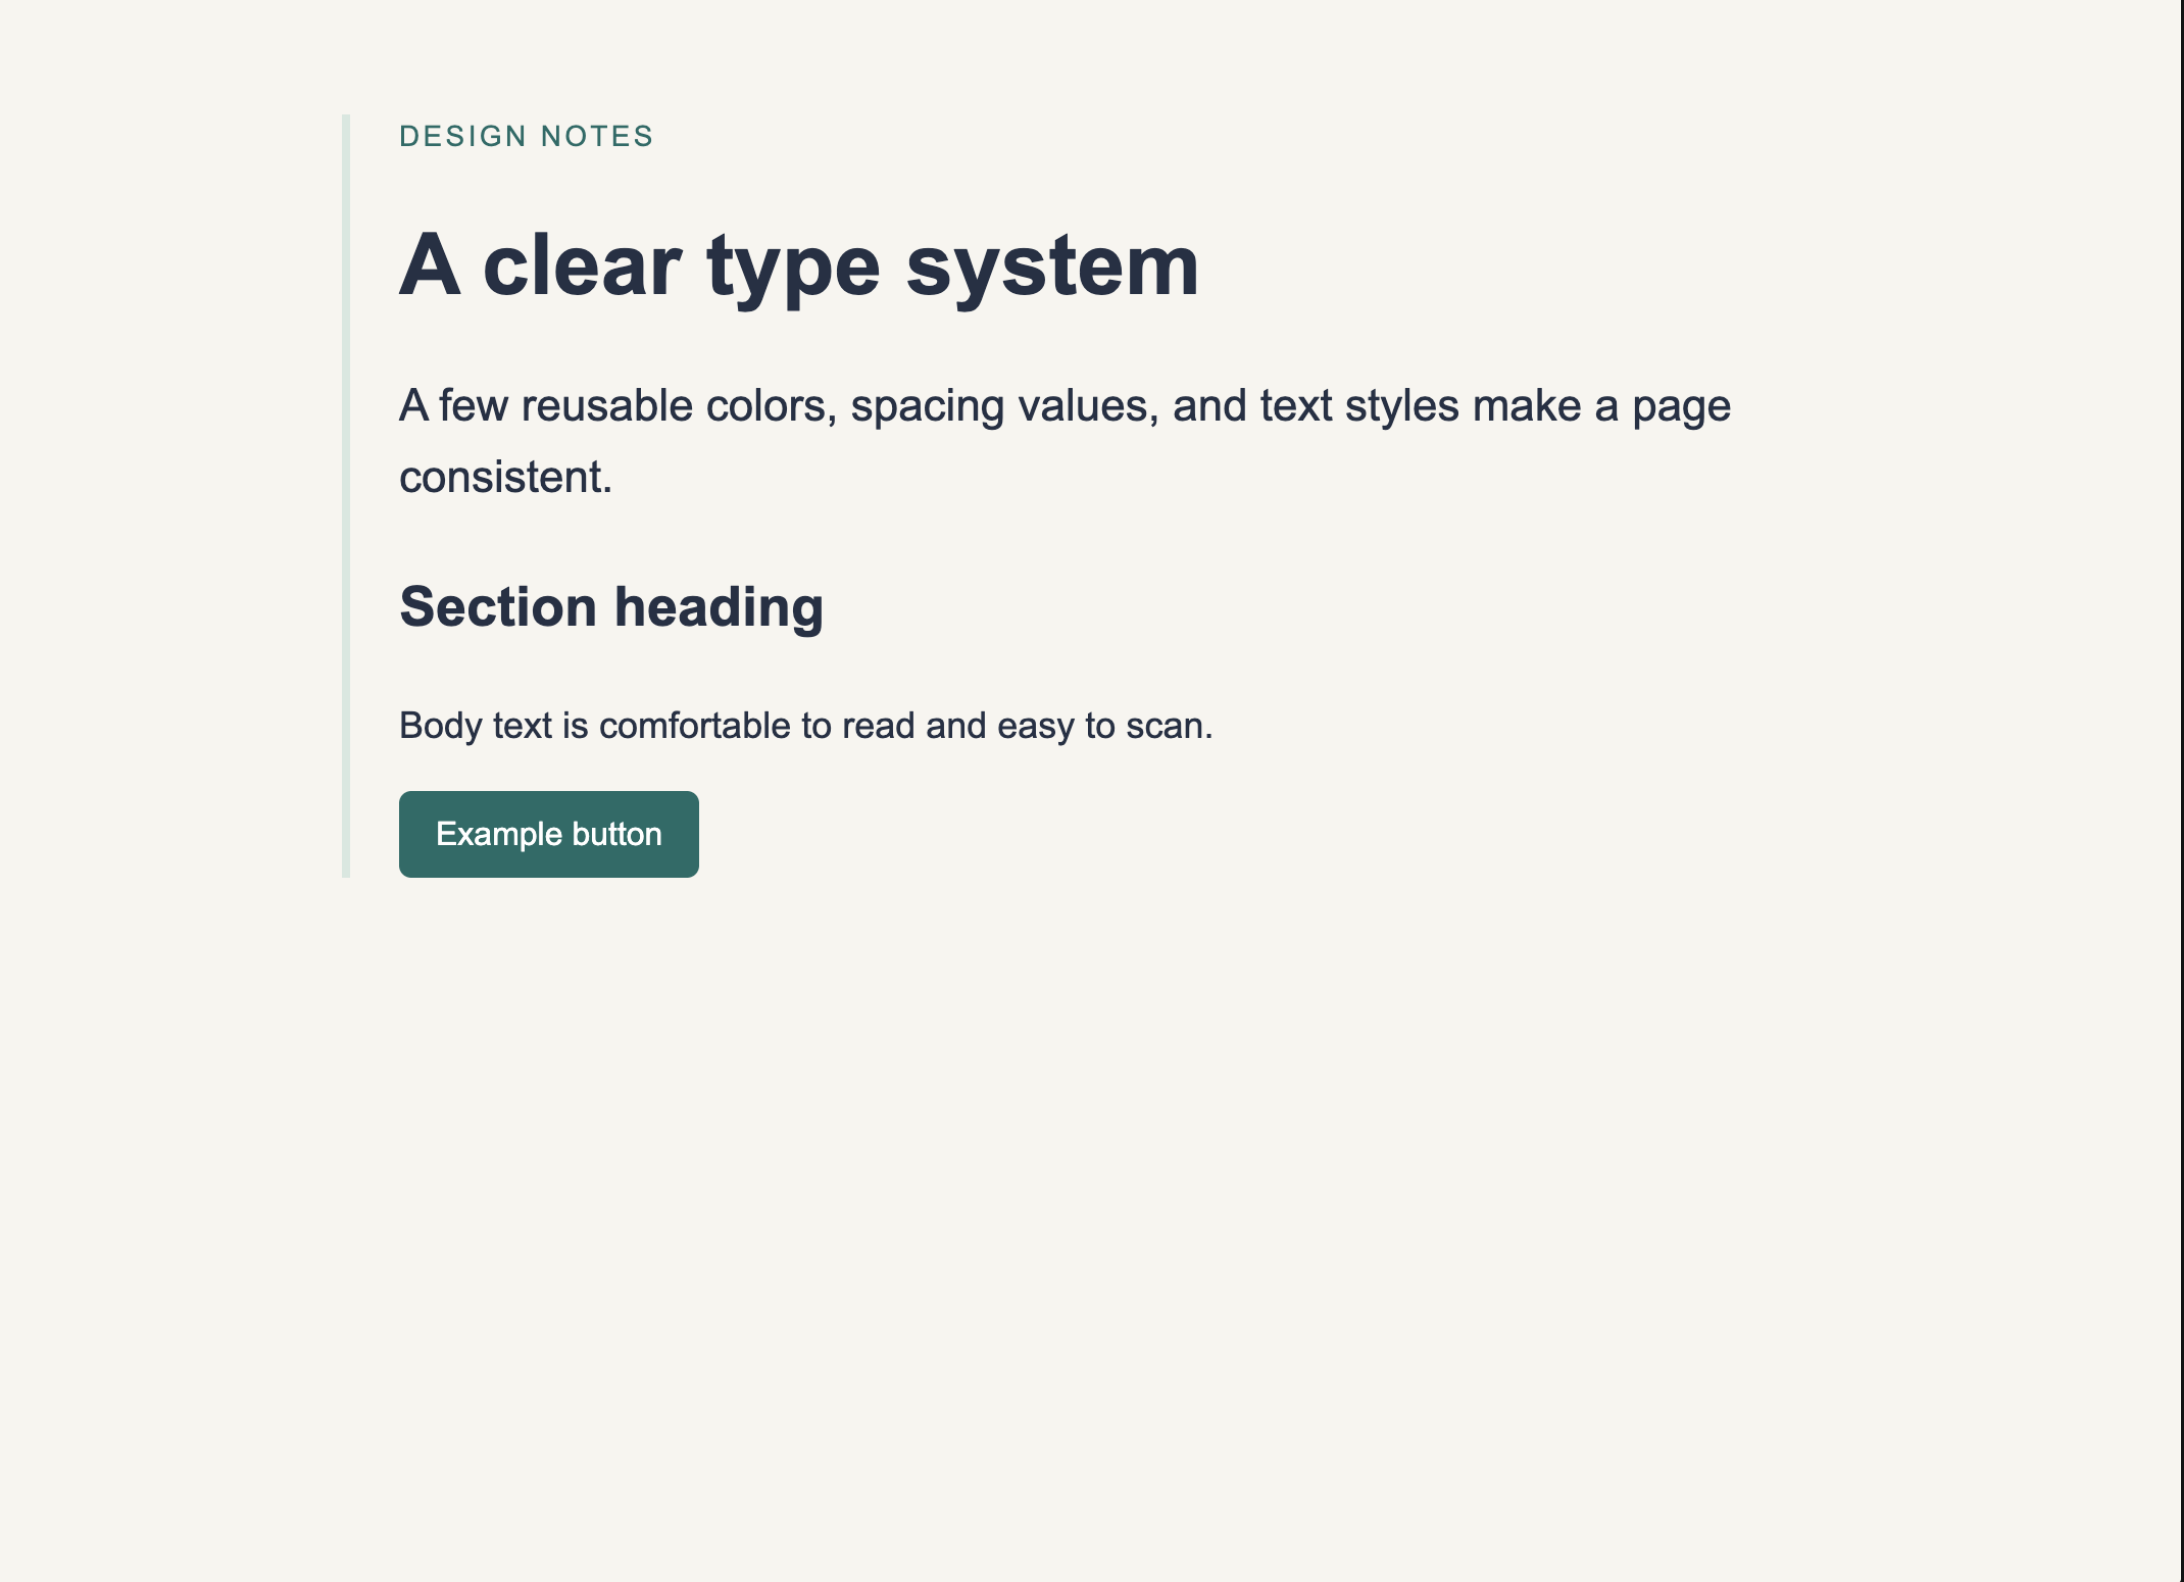 DESIGN NOTES
A clear type system
A few reusable colors, spacing values, and text styles make a page
consistent.
Section heading
Body text is comfortable to read and easy to scan.
Example button